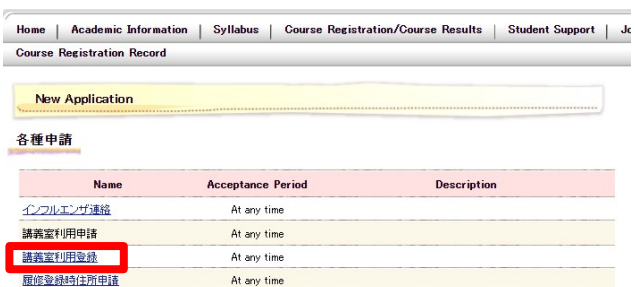 Home | Academic Information | Syllabus | Course Registration/Course Results | Student Support |
Course Registration Record
New Application
各種申請
Name Acceptance Period Description
インフルエンザ連絡 At any time
講義室利用申請 At any time
講義室利用登録 At any time
履修登録時住所申請 At any time